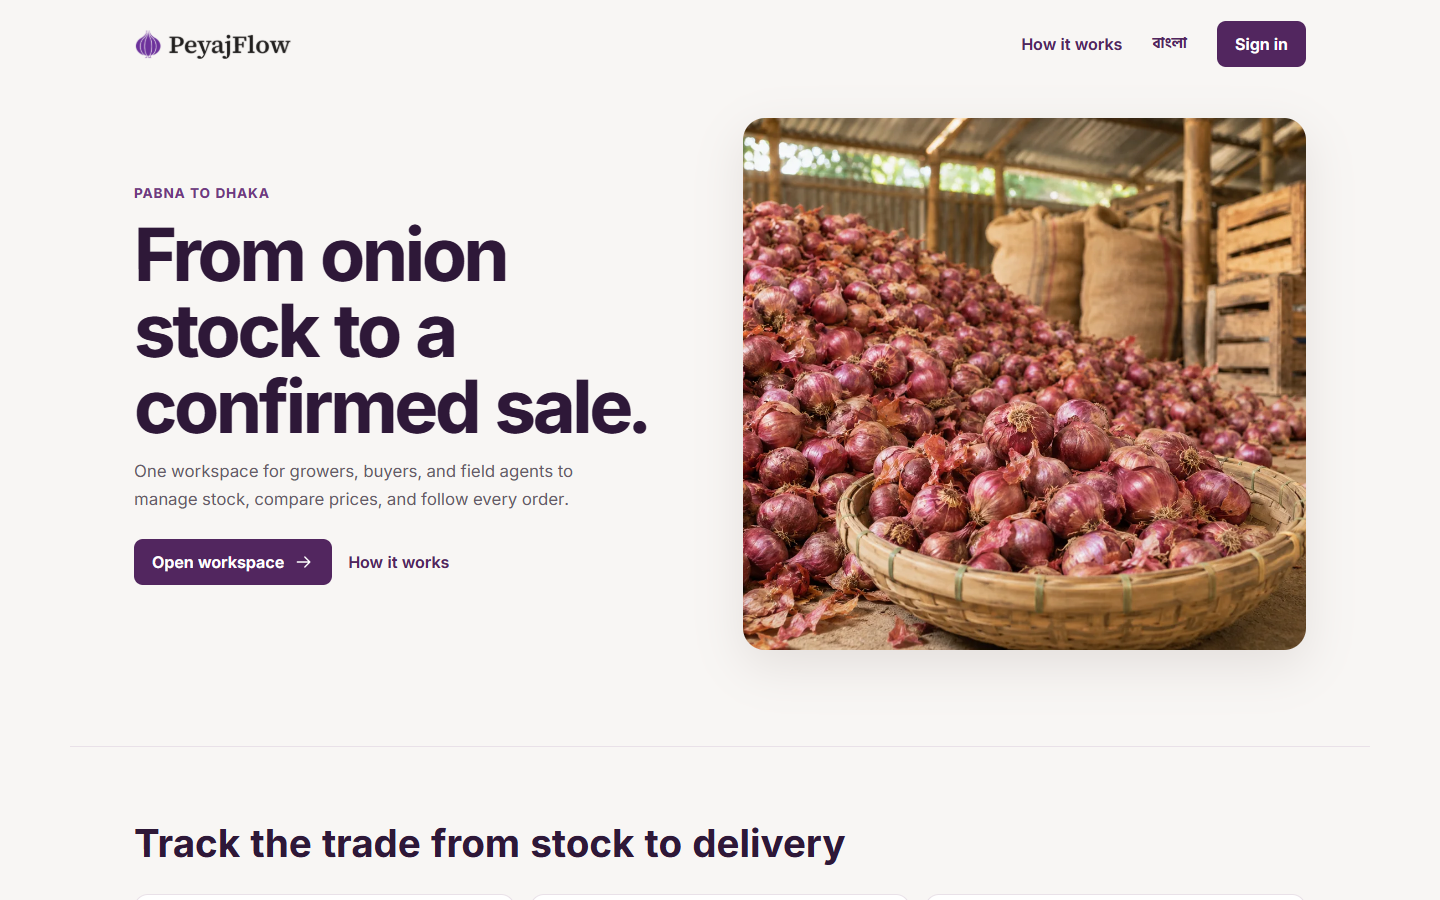 PeyajFlow
How it works
বাংলা
Sign in
PABNA TO DHAKA
From onion
stock to a
confirmed sale.
One workspace for growers, buyers, and field agents to
manage stock, compare prices, and follow every order.
Open workspace →
How it works
Track the trade from stock to delivery